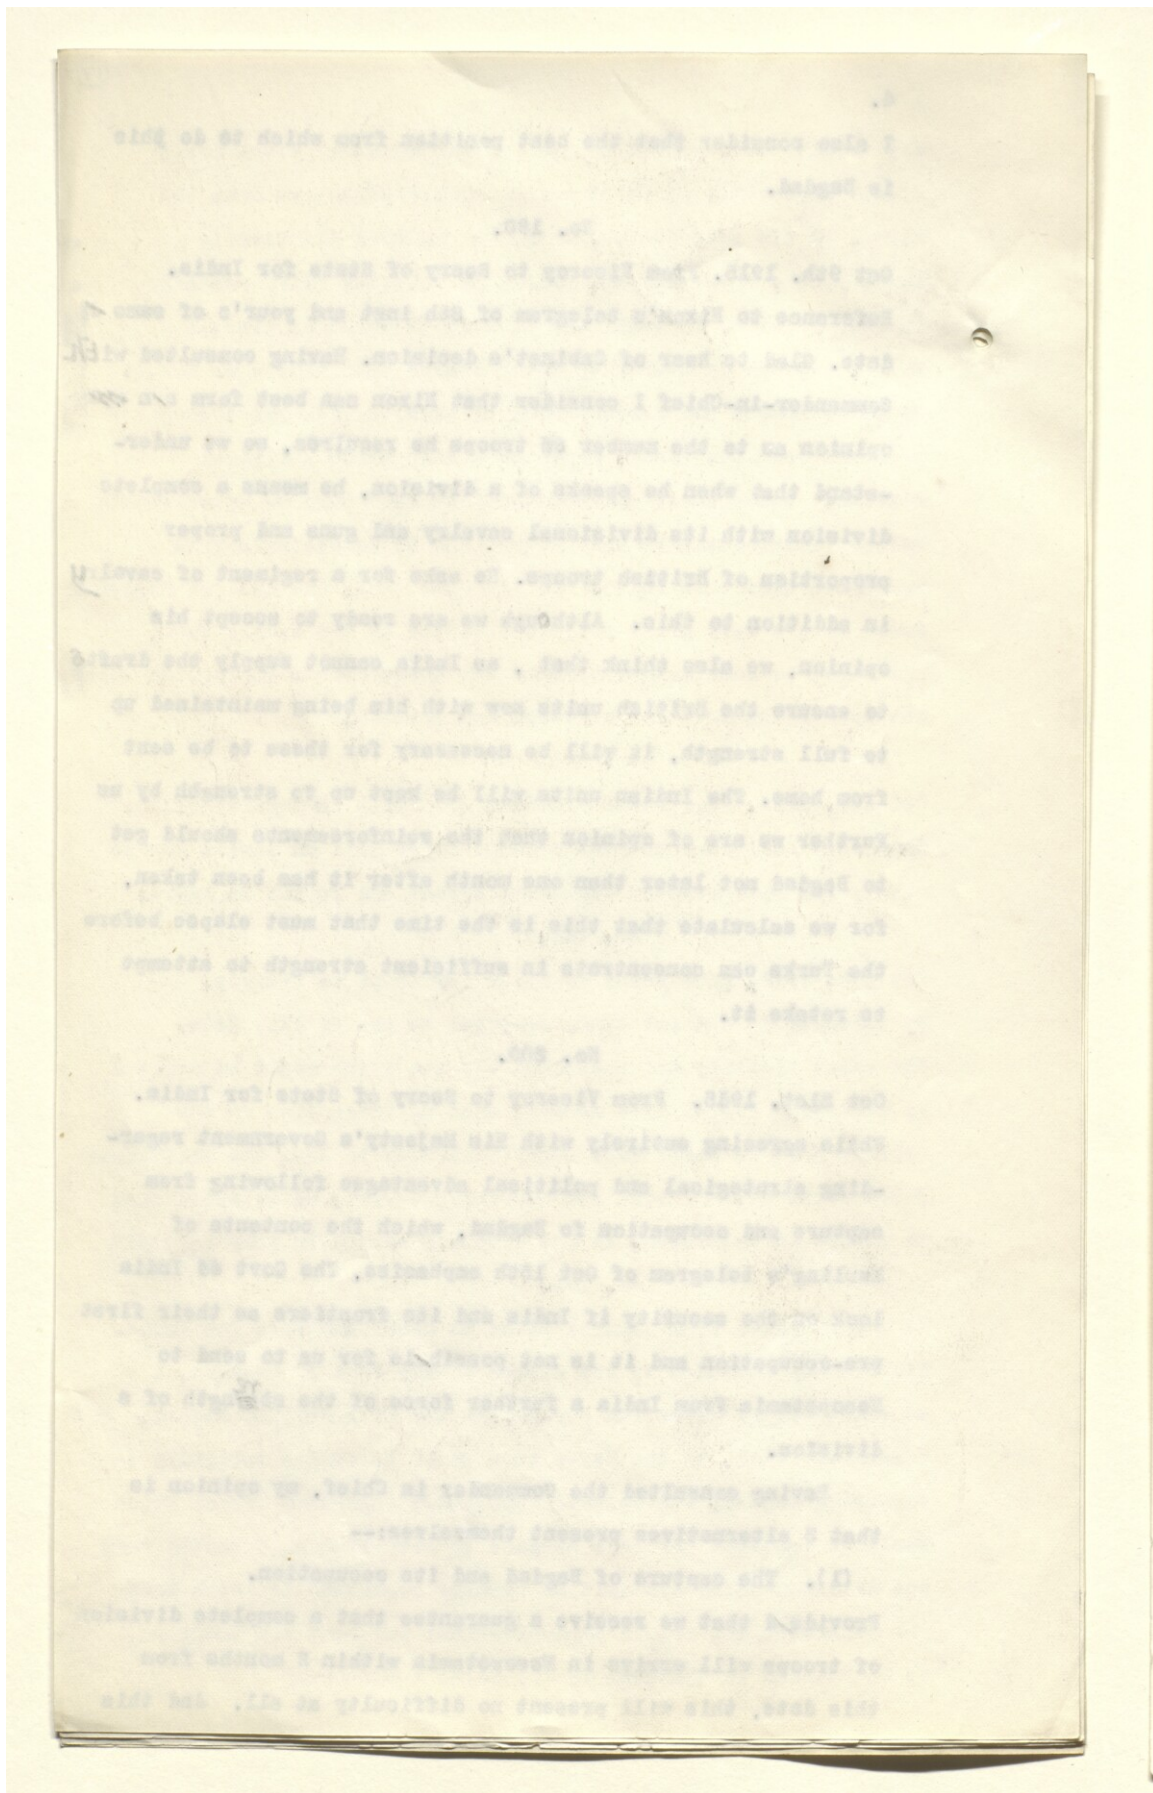 4.
I also consider that the best position from which to do this
is Bagdad.
No. 190.
Oct 9th. 1915. From Viceroy to Secry of State for India.
Reference to Nixon's telegram of 8th inst and your's of same
date. Glad to hear of Cabinet's decision. Having consulted with
Commander-in-Chief I consider that Nixon can best form an
opinion as to the number of troops he requires, so we under-
-stand that when he speaks of a division, he means a complete
division with its divisional cavalry and guns and proper
proportion of British troops. He asks for a regiment of cavalry
in addition to this. Although we are ready to accept his
opinion, we also think that , as India cannot supply the drafts
to ensure the British units now with him being maintained up
to full strength, it will be necessary for these to be sent
from home. The Indian units will be kept up to strength by us
Further we are of opinion that the reinforcements should get
to Bagdad not later than one month after it has been taken,
for we calculate that this is the time that must elapse before
the Turks can concentrate in sufficient strength to attempt
to retake it.
No.
Oct 21st. 1915. From Viceroy to Secry of State for India.
While agreeing entirely with His Majesty's Government regar-
-ding strategical and political advantages following from
capture and occupation fo Bagdad, which the contents of
telegram of Oct 15th emphasize, The Govt of India
look of the security if India and its frontiers as their first
pre-occupation and it is not possible for us to send to
Mesopotamia from India a further force of the strength of a
division.
Having consulted the Commander in Chief, my opinion is
that 3 alternatives present themselves:--
(1). The capture of Bagdad and its occupation.
Provided that we receive a guarantee that a complete division
of troops will arrive in Mesopotamia within 2 months from
this date, this will present no difficulty at all. And this